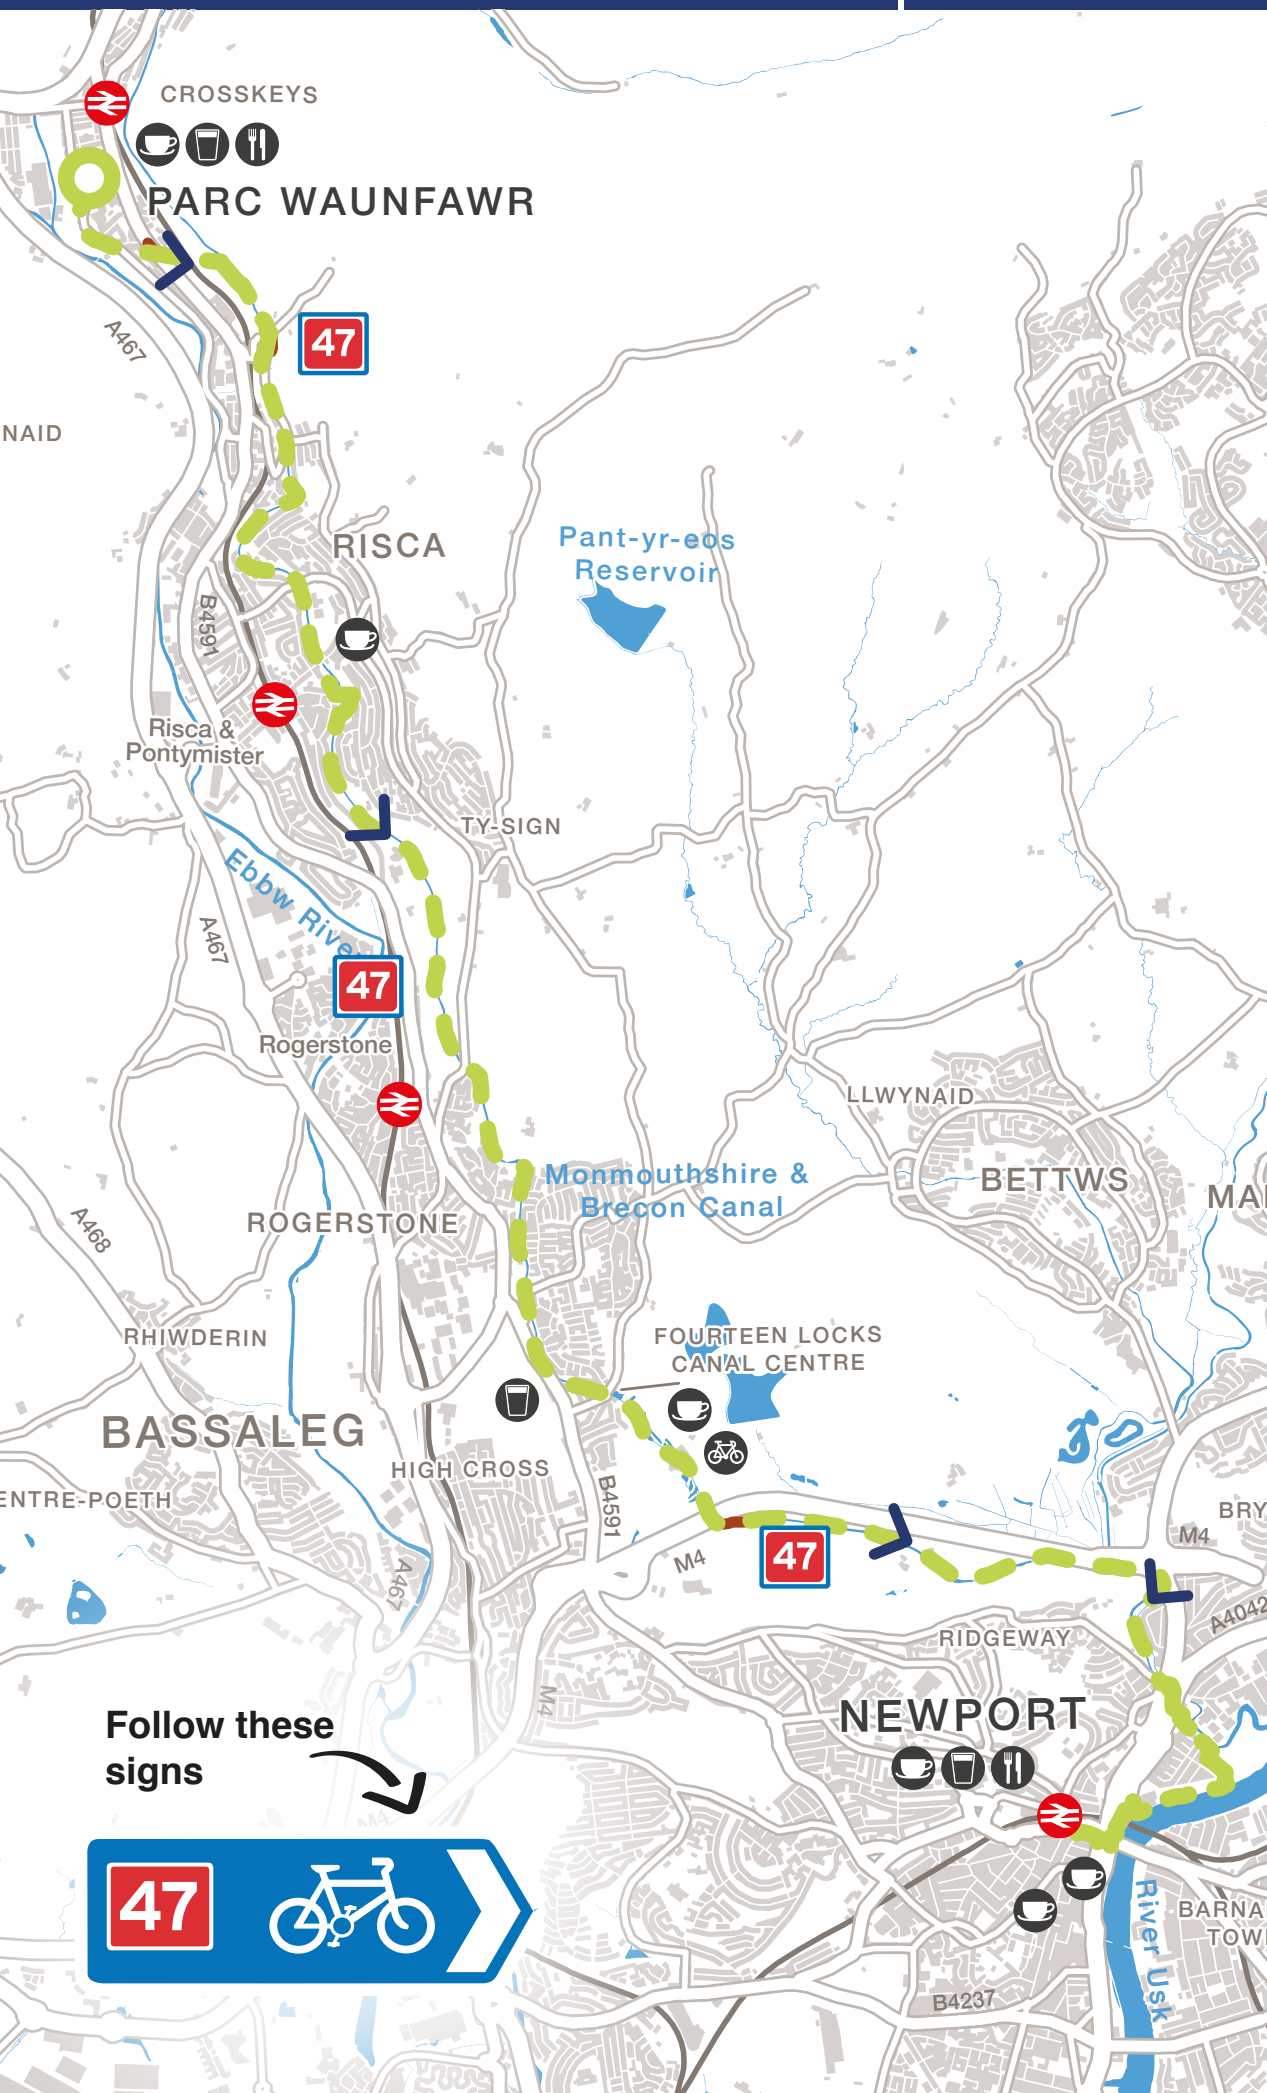 CROSSKEYS
PARC WAUNFAWR
A467
47
NAID
RISCA
Pant-yr-eos
Reservoir
B4591
Risca &
Pontymister
TY-SIGN
Ebbw River
A467
47
Rogerstone
LLWYNAID
Monmouthshire &
Brecon Canal
BETTWS
MAL
A468
ROGERSTONE
RHIWDERIN
FOURTEEN LOCKS
CANAL CENTRE
BASSALEG
HIGH CROSS
ENTRE-POETH
B4591
BRY
M4
M4
47
A467
A4042
RIDGEWAY
M4
NEWPORT
Follow these
signs
M4
47
River Usk
BARNA
TOW
B4237